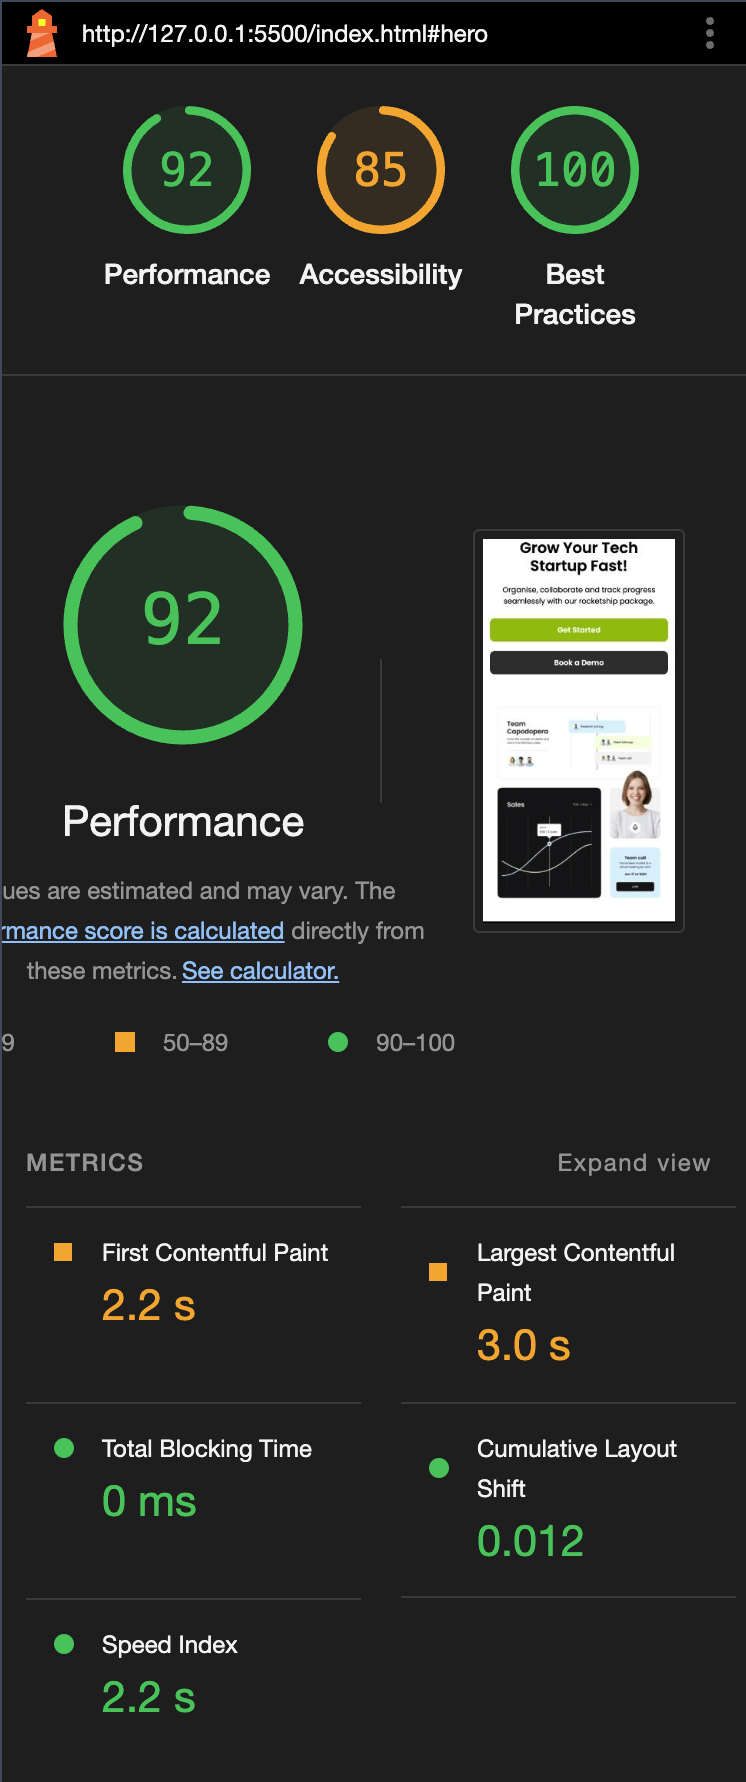 http://127.0.0.1:5500/index.html#hero
92
85
100
Performance
Accessibility
Best
Practices
92
Performance
ues are estimated and may vary. The
rmance score is calculated directly from
these metrics. See calculator.
9
50–89
90–100
Grow Your Tech
Startup Fast!
Organise, collaborate and track progress
seamlessly with our rocketship package.
Get Started
Book a Demo
Team
Capodopera
Sales
Team call
METRICS
Expand view
First Contentful Paint
2.2 s
Largest Contentful
Paint
3.0 s
Total Blocking Time
0 ms
Cumulative Layout
Shift
0.012
Speed Index
2.2 s